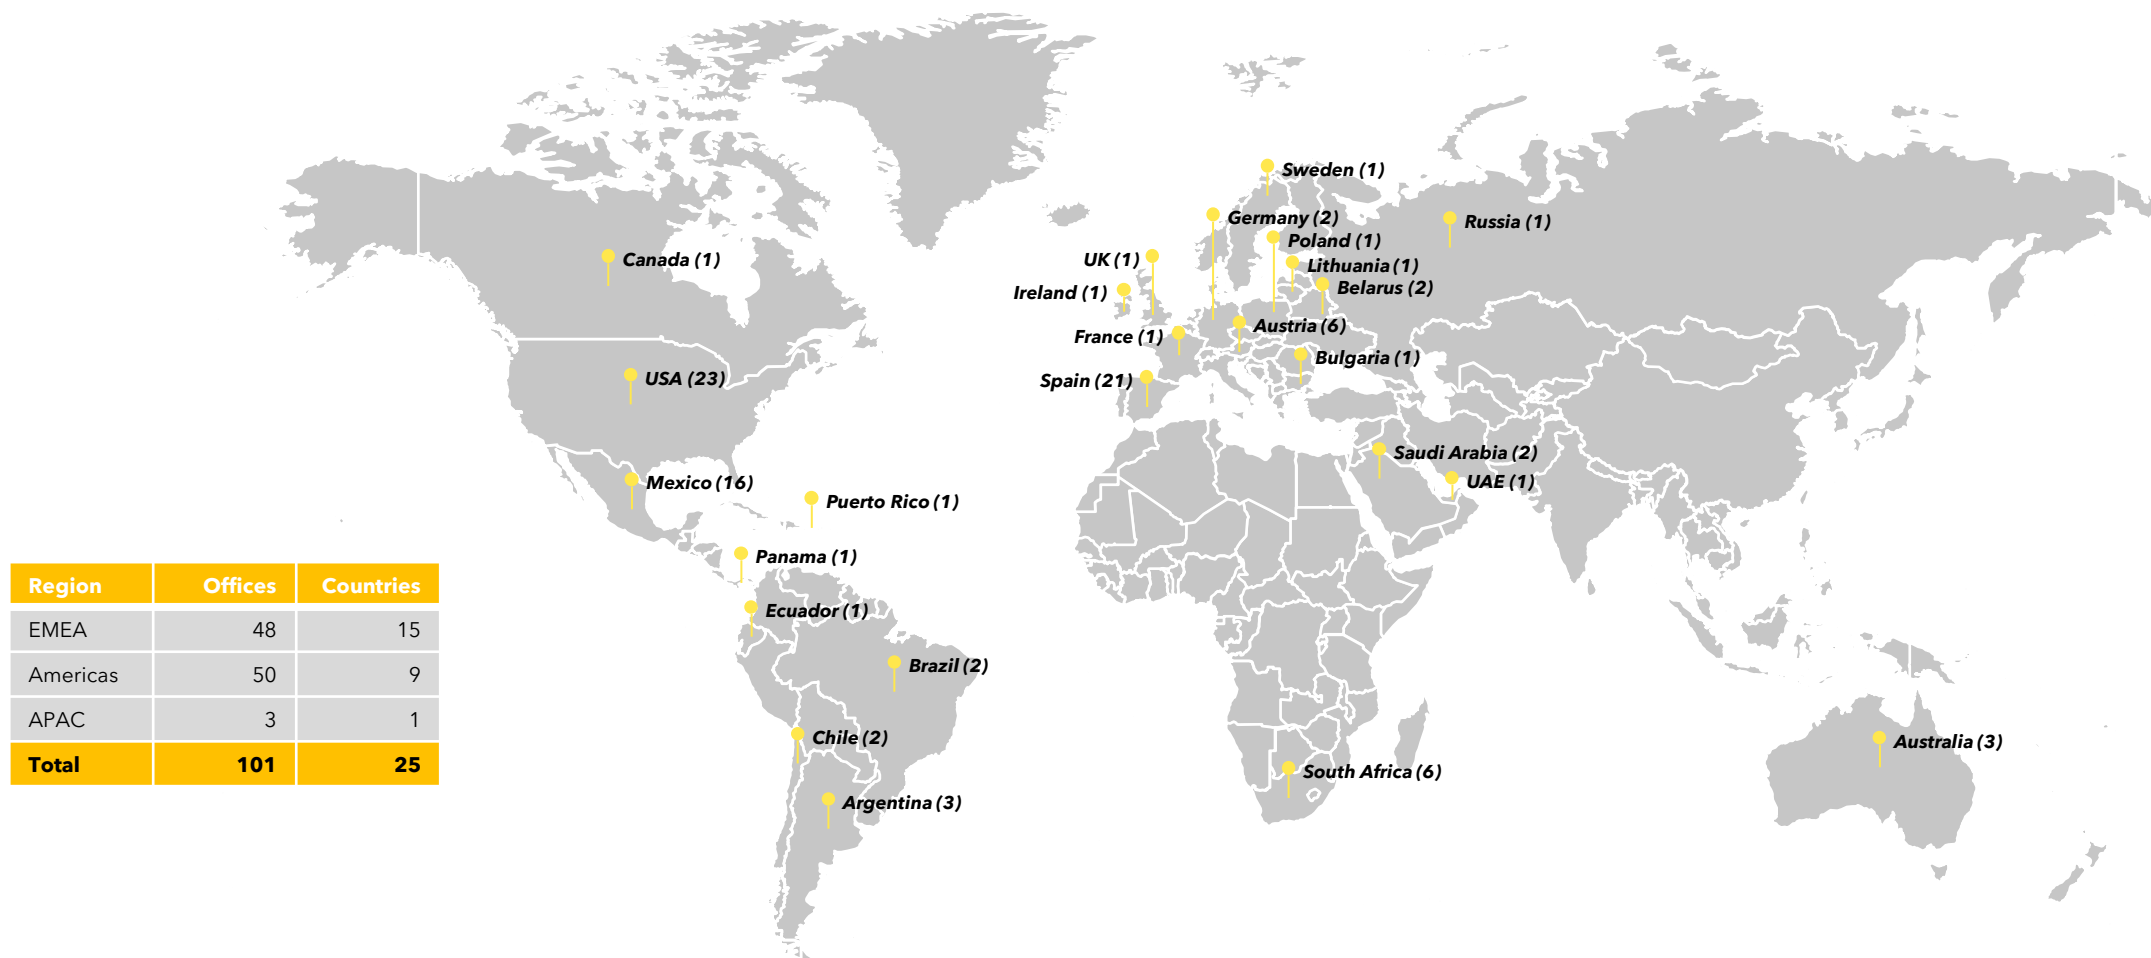 Sweden (1)
Germany (2)
Russia (1)
Poland (1)
Canada (1)
UK (1)
Lithuania (1)
Ireland (1)
Belarus (2)
France (1)
Austria (6)
Bulgaria (1)
USA (23)
Spain (21)
Saudi Arabia (2)
Mexico (16)
UAE (1)
Puerto Rico (1)
Panama (1)
Ecuador (1)
Brazil (2)
Chile (2)
Australia (3)
South Africa (6)
Argentina (3)
Region Offices Countries
EMEA 48 15
Americas 50 9
APAC 3 1
Total 101 25